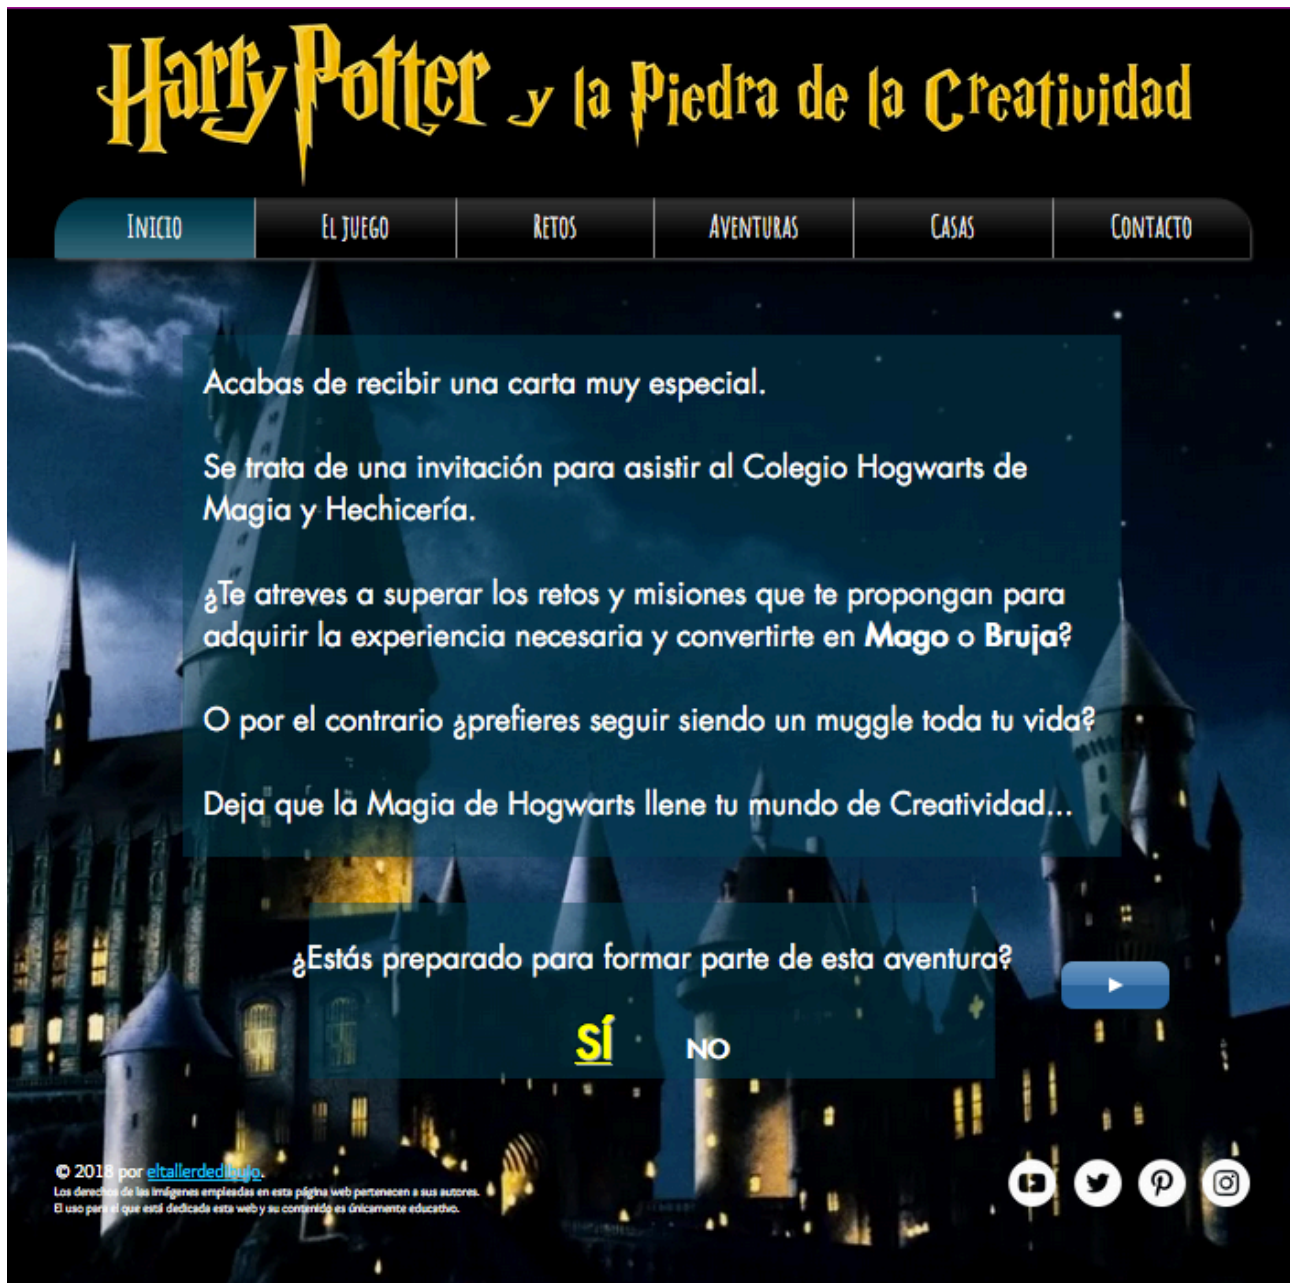 Harry Potter y la Piedra de la Creatividad
Inicio El juego Retos Aventuras Casas Contacto
Acabas de recibir una carta muy especial.
Se trata de una invitación para asistir al Colegio Hogwarts de
Magia y Hechicería.
¿Te atreves a superar los retos y misiones que te propongan para
adquirir la experiencia necesaria y convertirte en Mago o Bruja?
O por el contrario ¿prefieres seguir siendo un muggle toda tu vida?
Deja que la Magia de Hogwarts llene tu mundo de Creatividad...
¿Estás preparado para formar parte de esta aventura?
SÍ NO
© 2018 por eltallerdedibujo.
Los derechos de las imágenes empleadas en esta página web pertenecen a sus autores.
El uso para el que está dedicada esta web y su contenido es únicamente educativo.